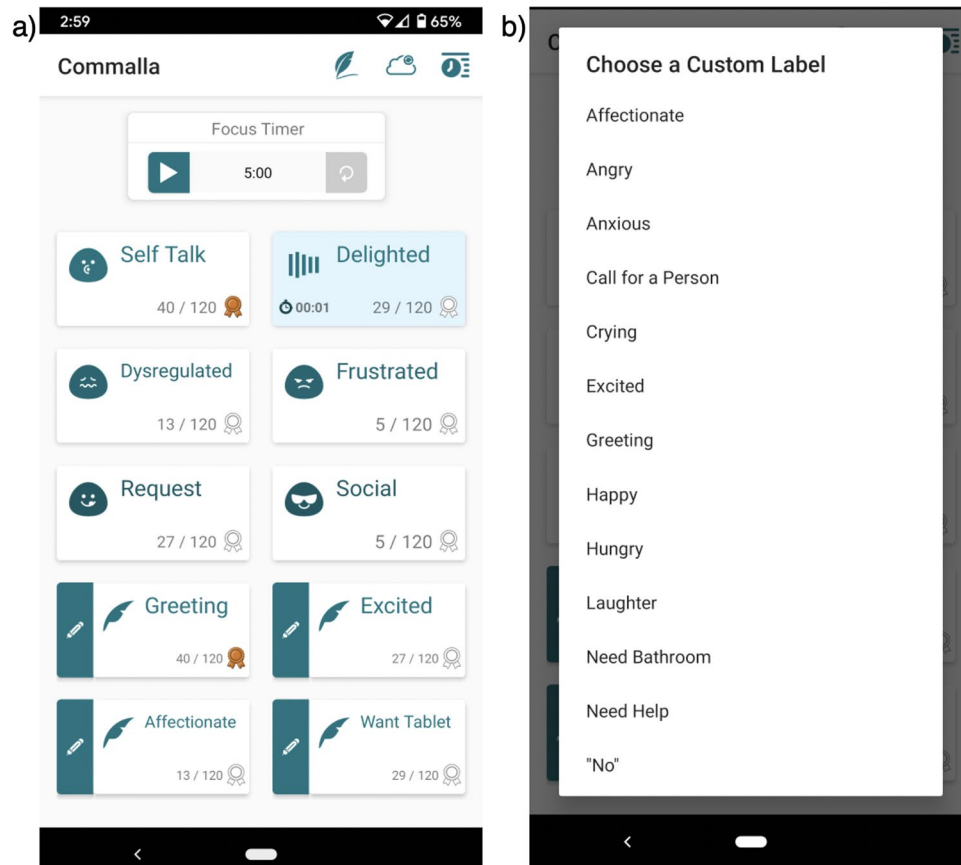 a)
2:59
65%
Commalla
Focus Timer
5:00
Self Talk
40 / 120
Delighted
00:01
29 / 120
Dysregulated
13 / 120
Frustrated
5 / 120
Request
27 / 120
Social
5 / 120
Greeting
40 / 120
Excited
27 / 120
Affectionate
13 / 120
Want Tablet
29 / 120
b)
C
Choose a Custom Label
Affectionate
Angry
Anxious
Call for a Person
Crying
Excited
Greeting
Happy
Hungry
Laughter
Need Bathroom
Need Help
"No"